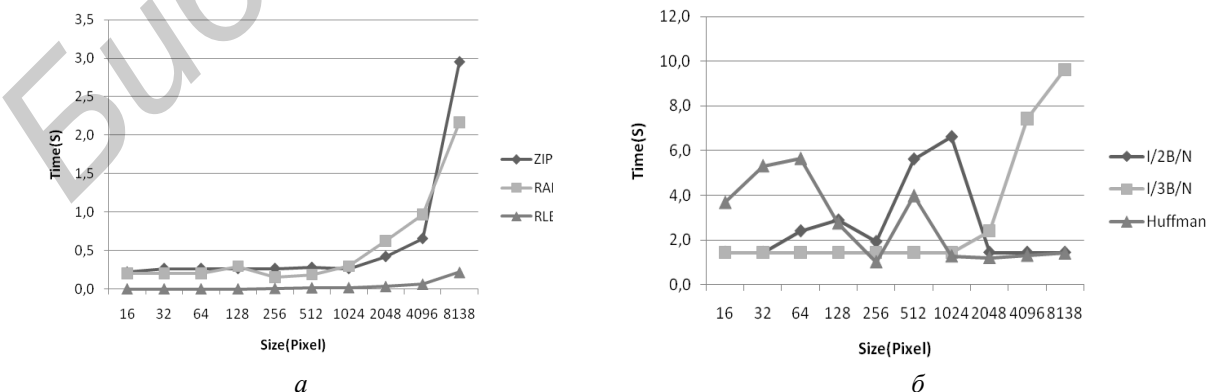 3,5
3,0
2,5
2,0
1,5
1,0
0,5
0,0
Time(S)
16 32 64 128 256 512 1024 2048 4096 8138
Size(Pixel)
ZIP
RAI
RLE
а
12,0
10,0
8,0
6,0
4,0
2,0
0,0
Time(S)
16 32 64 128 256 512 1024 2048 4096 8138
Size(Pixel)
I/2B/N
I/3B/N
Huffman
б
Биб